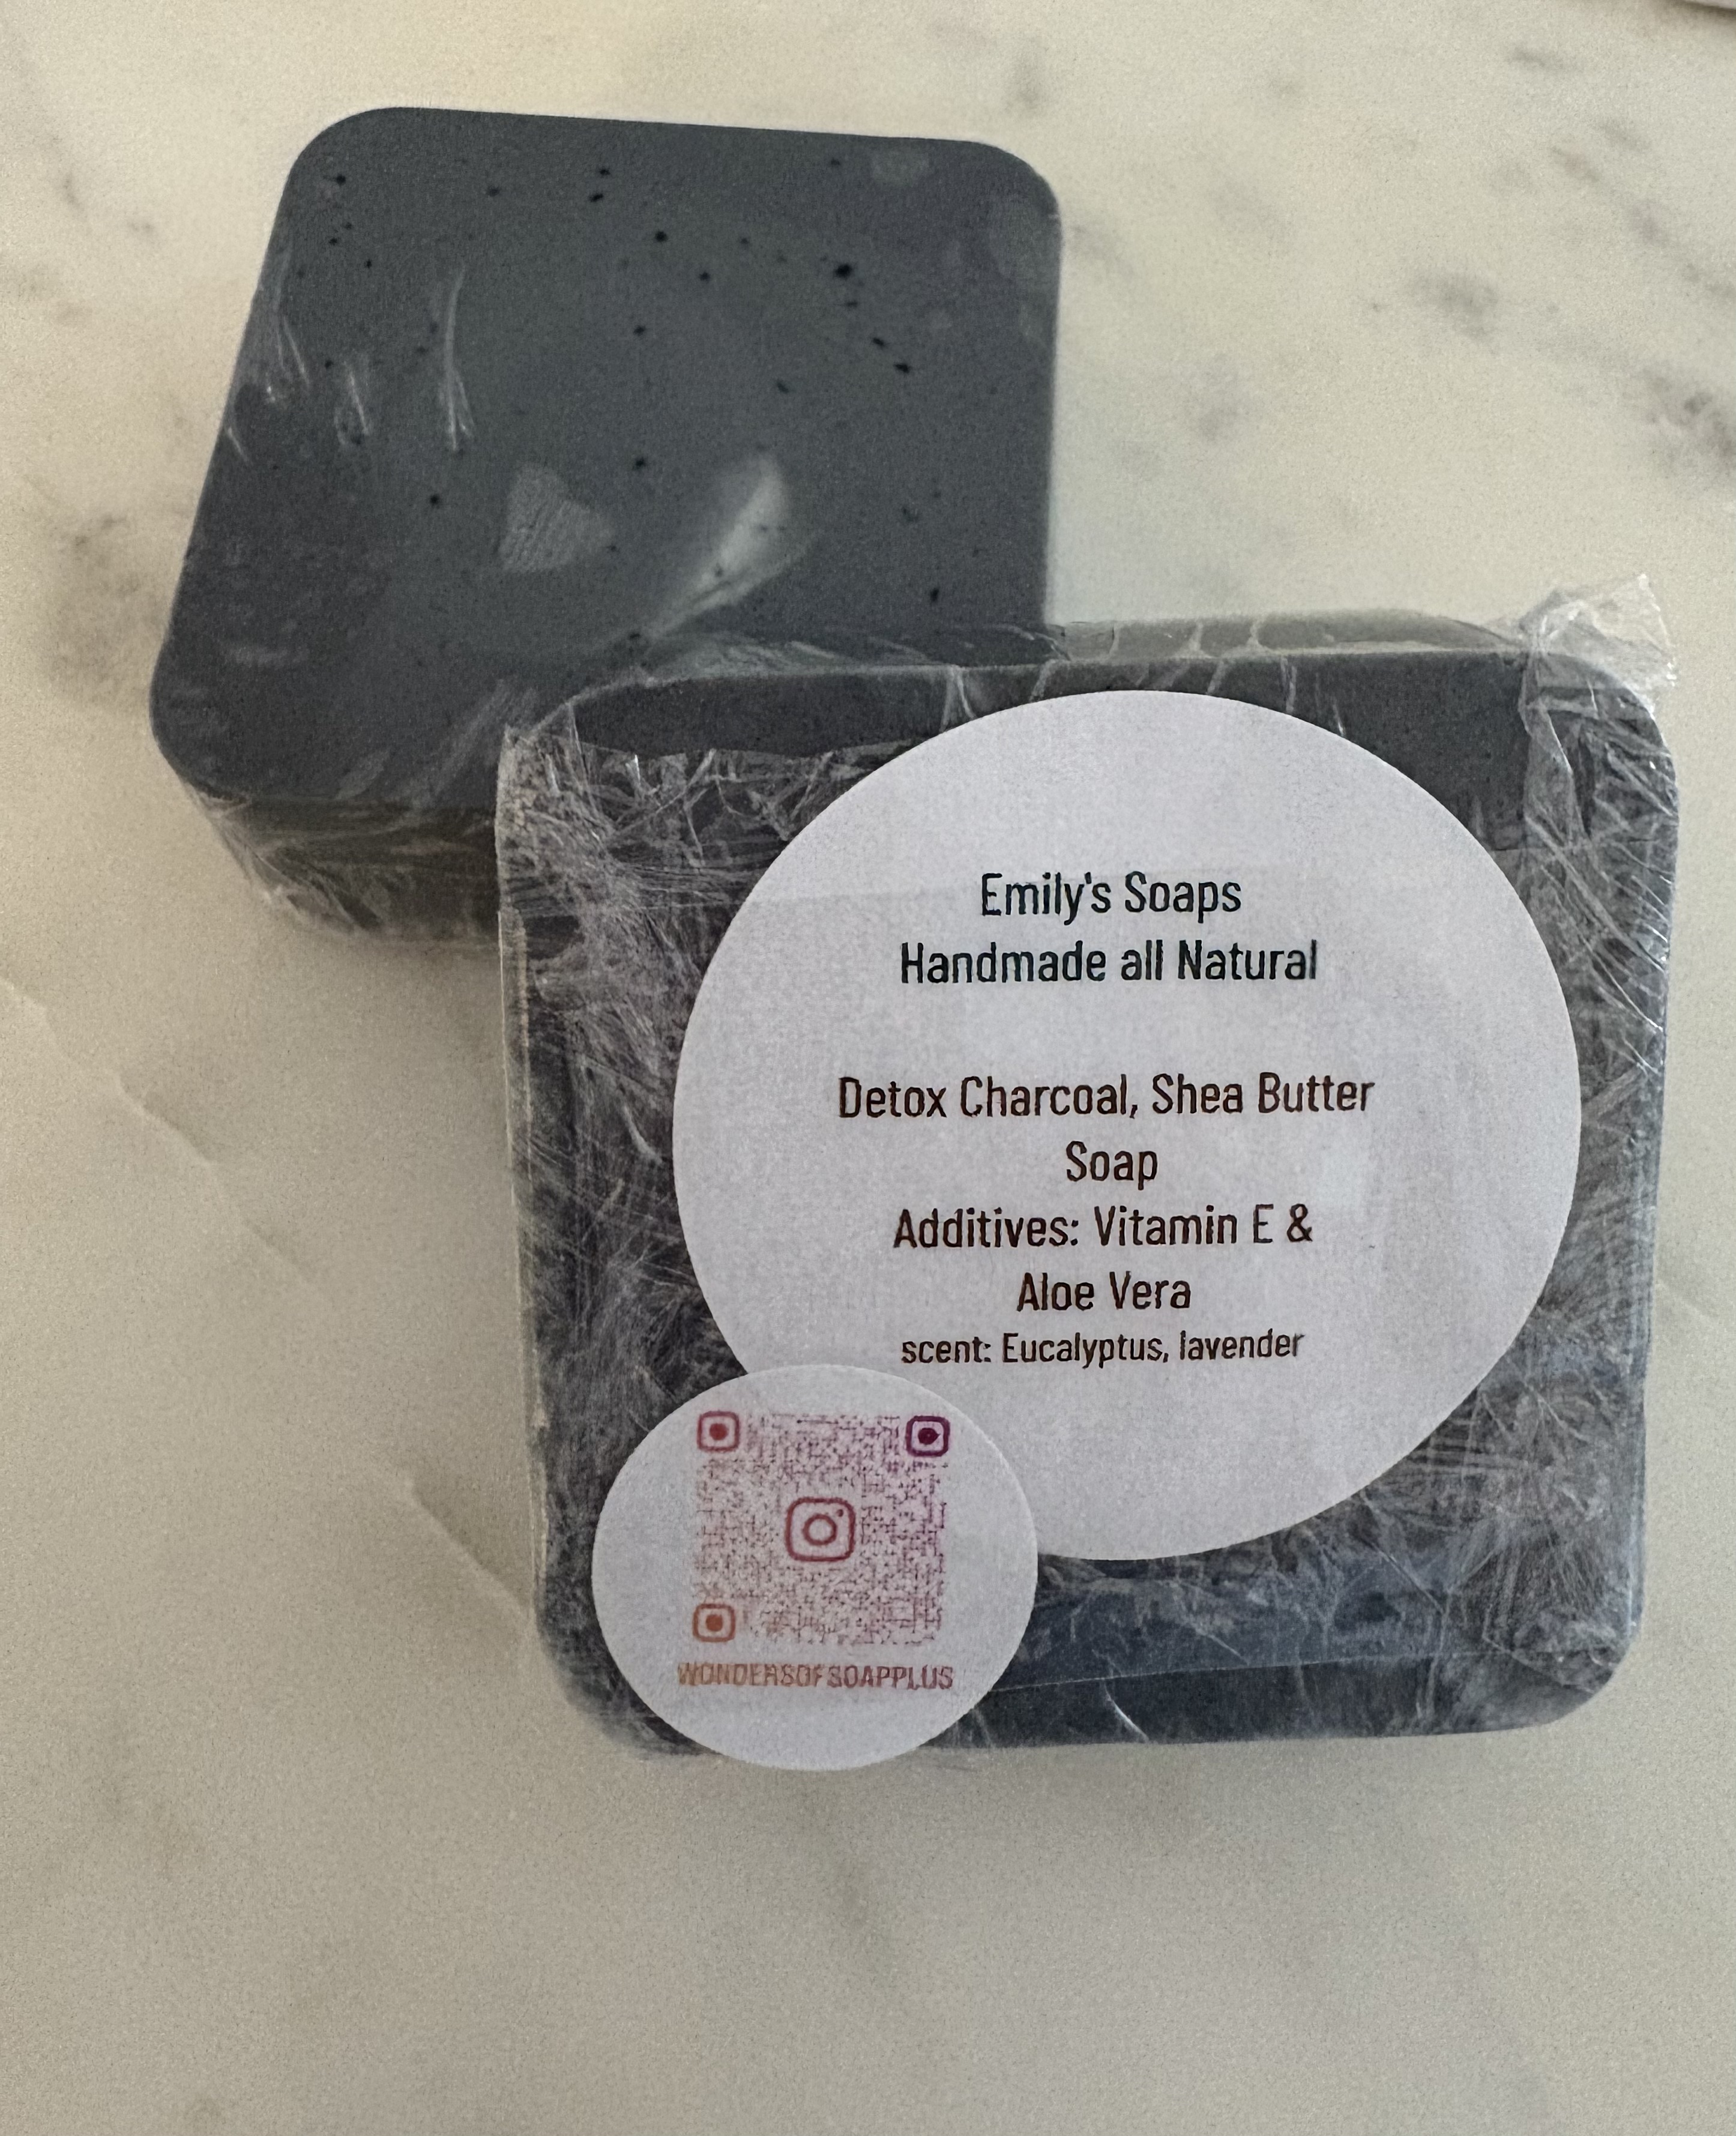 Emily's Soaps
Handmade all Natural
Detox Charcoal, Shea Butter
Soap
Additives: Vitamin E &
Aloe Vera
scent: Eucalyptus, lavender
WONDERSOFSOAPPLUS